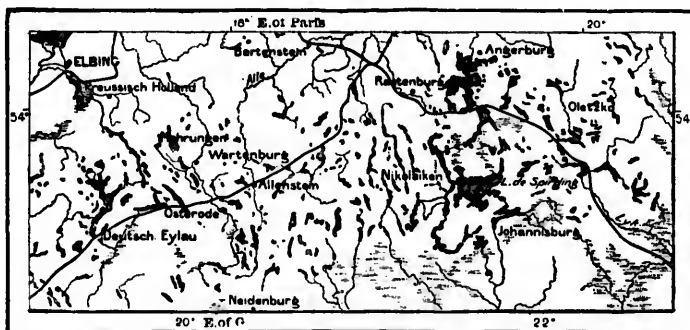 18° E.of Paris
20°
Bertenstein
Angerburg
ELBING
Alle
Rastenburg
Preussisch Holland
Oletzko
54°
54°
Mohrungen
Wartenburg
Allenstein
Nikolaiken
L. de Spirding
Osterode
Johannisburg
Deutsch. Eylau
Neidenburg
20° E.of G
22°